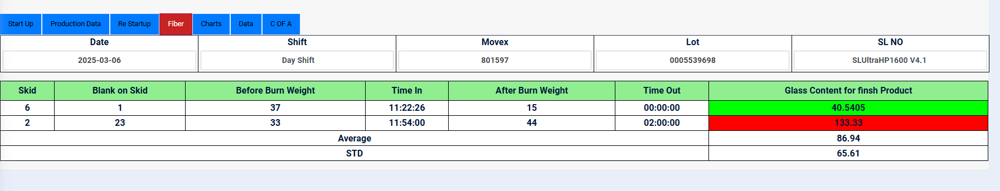 Start Up Production Data Re Startup Fiber Charts Data C OF A
Date Shift Movex Lot SL NO
2025-03-06 Day Shift 801597 0005539698 SLUltraHP1600 V4.1
Skid Blank on Skid Before Burn Weight Time In After Burn Weight Time Out Glass Content for finsh Product
6 1 37 11:22:26 15 00:00:00 40.5405
2 23 33 11:54:00 44 02:00:00 133.33
Average 86.94
STD 65.61